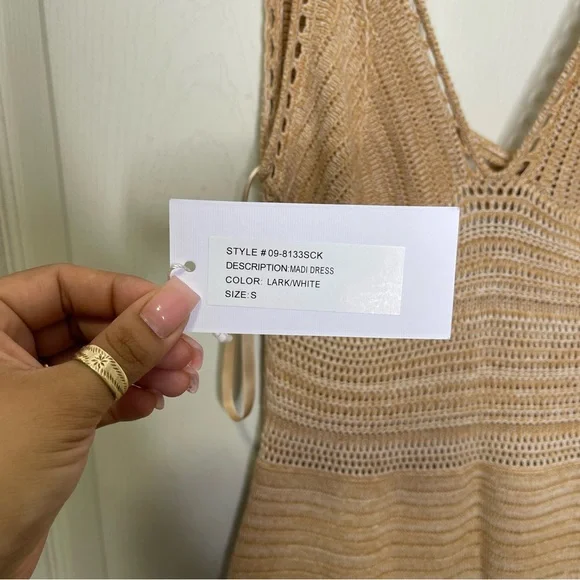 STYLE # 09-8133SCK
DESCRIPTION:MADI DRESS
COLOR: LARK/WHITE
SIZE: S